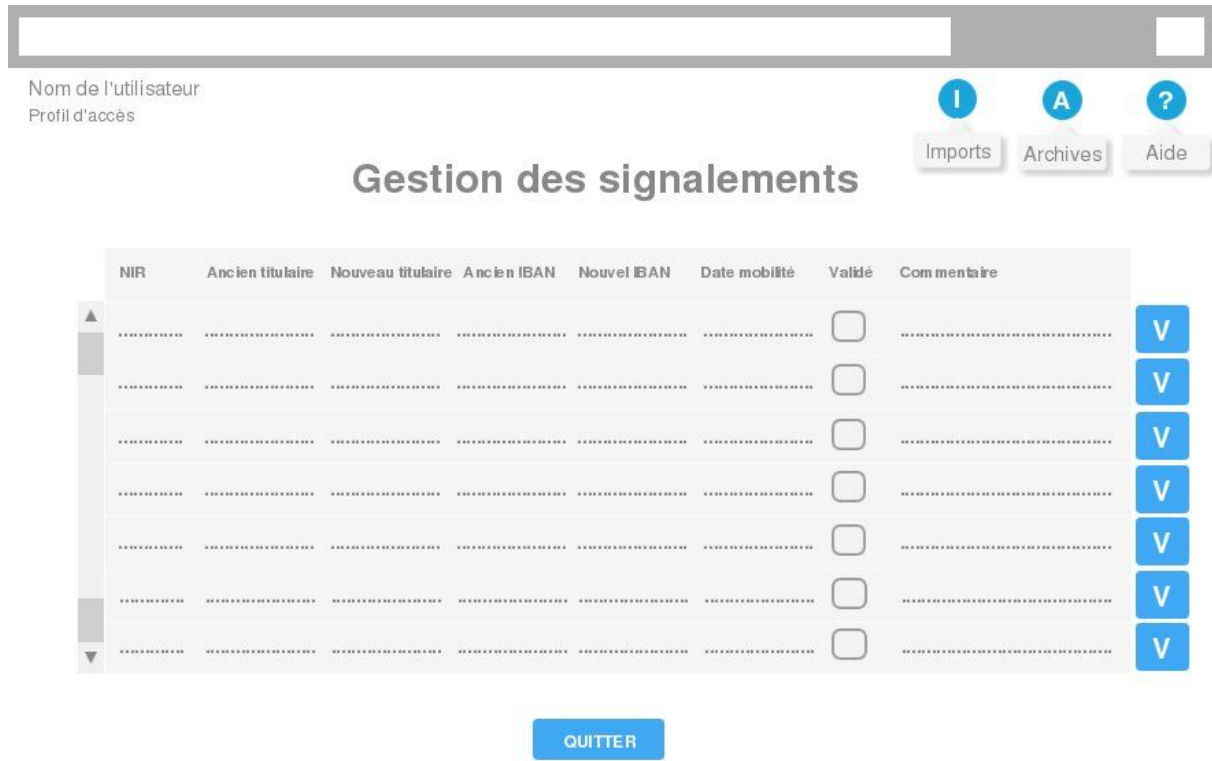 Nom de l'utilisateur
Profil d'accès
I A ?
Imports Archives Aide
Gestion des signalements
NIR Ancien titulaire Nouveau titulaire Ancien IBAN Nouvel IBAN Date mobilité Validé Commentaire
V
V
V
V
V
V
V
QUITTER